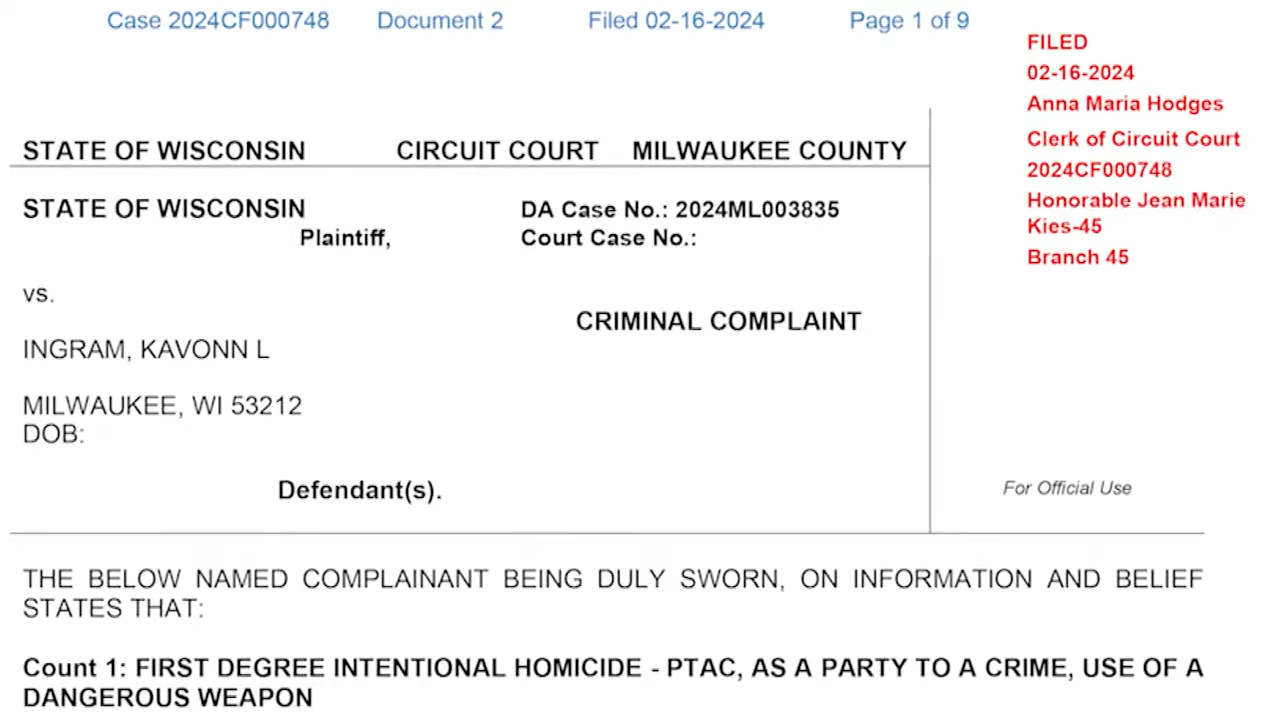 Case 2024CF000748 Document 2 Filed 02-16-2024 Page 1 of 9
FILED
02-16-2024
Anna Maria Hodges
Clerk of Circuit Court
2024CF000748
Honorable Jean Marie
Kies-45
Branch 45
STATE OF WISCONSIN CIRCUIT COURT MILWAUKEE COUNTY
STATE OF WISCONSIN
Plaintiff,
DA Case No.: 2024ML003835
Court Case No.:
vs.
CRIMINAL COMPLAINT
INGRAM, KAVONN L
MILWAUKEE, WI 53212
DOB:
Defendant(s).
For Official Use
THE BELOW NAMED COMPLAINANT BEING DULY SWORN, ON INFORMATION AND BELIEF
STATES THAT:
Count 1: FIRST DEGREE INTENTIONAL HOMICIDE - PTAC, AS A PARTY TO A CRIME, USE OF A
DANGEROUS WEAPON